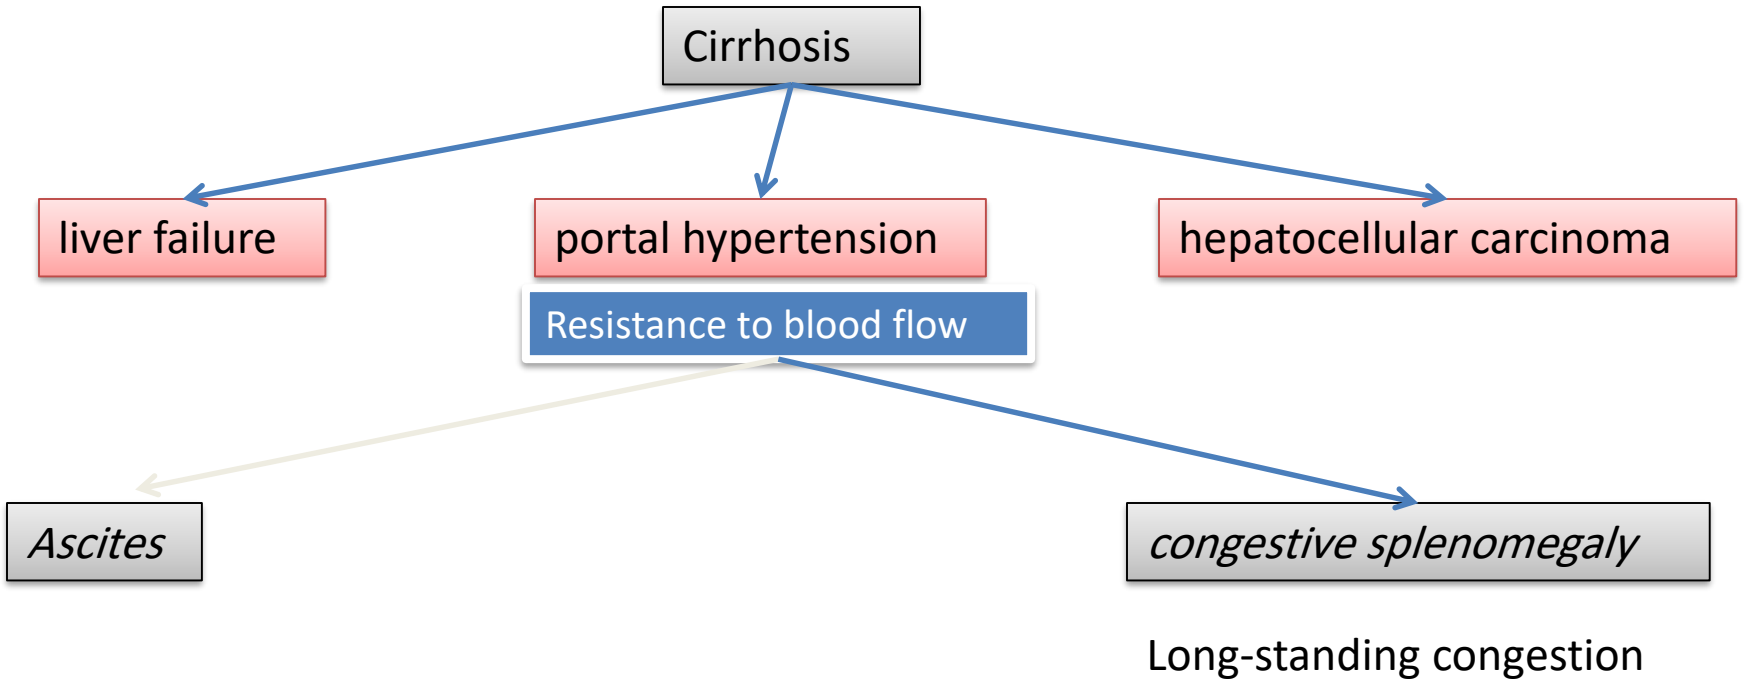 Cirrhosis
liver failure
portal hypertension
hepatocellular carcinoma
Resistance to blood flow
Ascites
congestive splenomegaly
Long-standing congestion